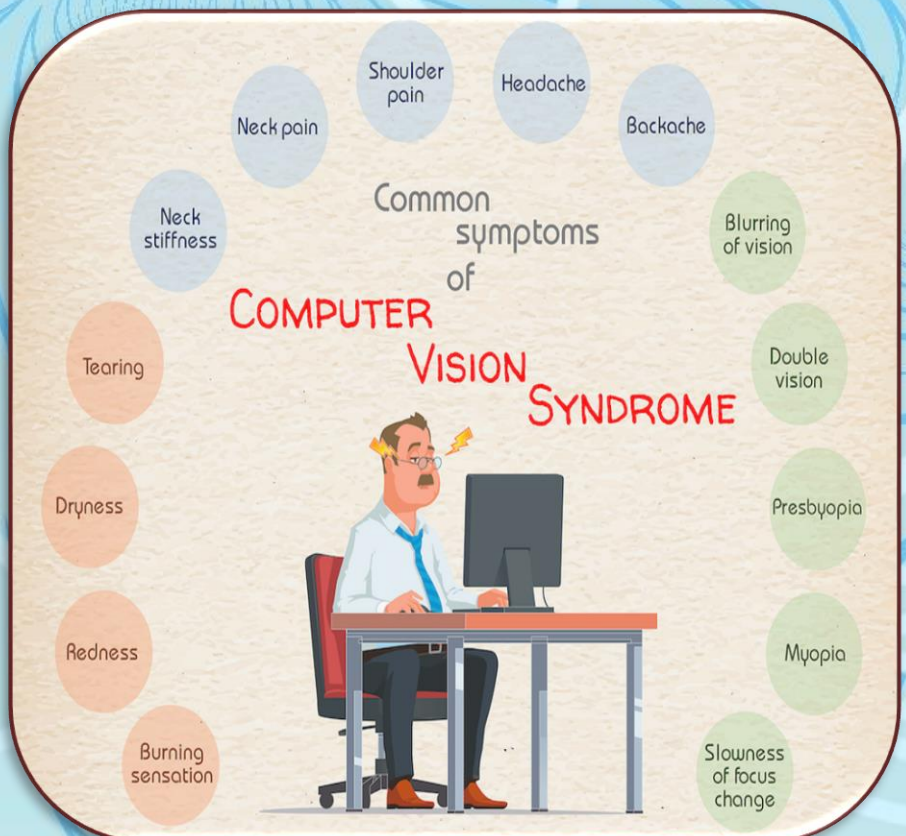 Common
symptoms
of
COMPUTER
VISION
SYNDROME
Burning
sensation
Redness
Dryness
Tearing
Neck
stiffness
Neck pain
Shoulder
pain
Headache
Backache
Blurring
of vision
Double
vision
Presbyopia
Myopia
Slowness
of focus
change